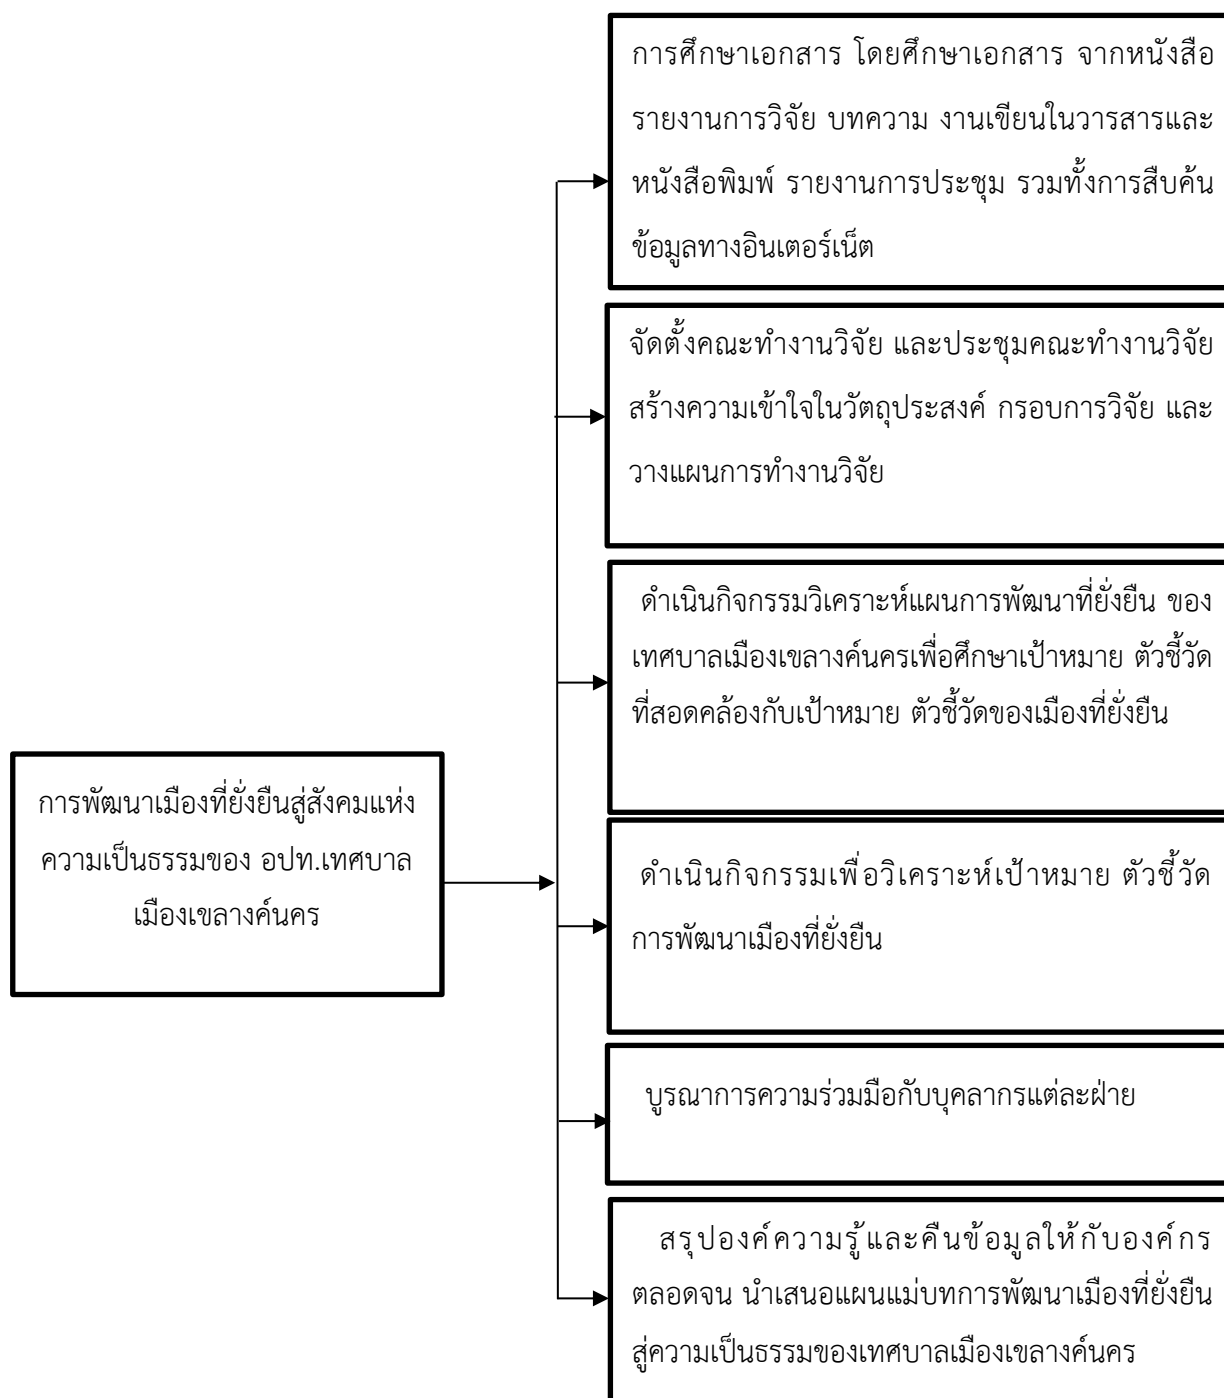 การศึกษาเอกสาร โดยศึกษาเอกสาร จากหนังสือ
รายงานการวิจัย บทความ งานเขียนในวารสารและ
หนังสือพิมพ์ รายงานการประชุม รวมทั้งการสืบค้น
ข้อมูลทางอินเตอร์เน็ต
จัดตั้งคณะทำงานวิจัย และประชุมคณะทำงานวิจัย
สร้างความเข้าใจในวัตถุประสงค์ กรอบการวิจัย และ
วางแผนการทำงานวิจัย
ดำเนินกิจกรรมวิเคราะห์แผนการพัฒนาที่ยั่งยืน ของ
เทศบาลเมืองเขลางค์นครเพื่อศึกษาเป้าหมาย ตัวชี้วัด
ที่สอดคล้องกับเป้าหมาย ตัวชี้วัดของเมืองที่ยั่งยืน
การพัฒนาเมืองที่ยั่งยืนสู่สังคมแห่ง
ความเป็นธรรมของ อปท.เทศบาล
เมืองเขลางค์นคร
ดำเนินกิจกรรมเพื่อวิเคราะห์เป้าหมาย ตัวชี้วัด
การพัฒนาเมืองที่ยั่งยืน
บูรณาการความร่วมมือกับบุคลากรแต่ละฝ่าย
สรุปองค์ความรู้และคืนข้อมูลให้กับองค์กร
ตลอดจน นำเสนอแผนแม่บทการพัฒนาเมืองที่ยั่งยืน
สู่ความเป็นธรรมของเทศบาลเมืองเขลางค์นคร